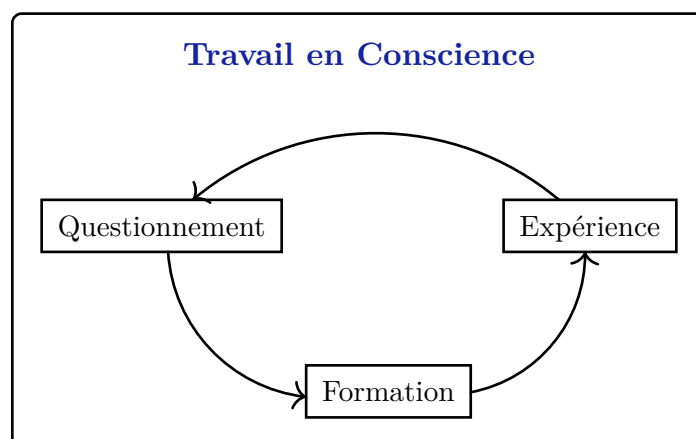 Travail en Conscience
Questionnement
Expérience
Formation